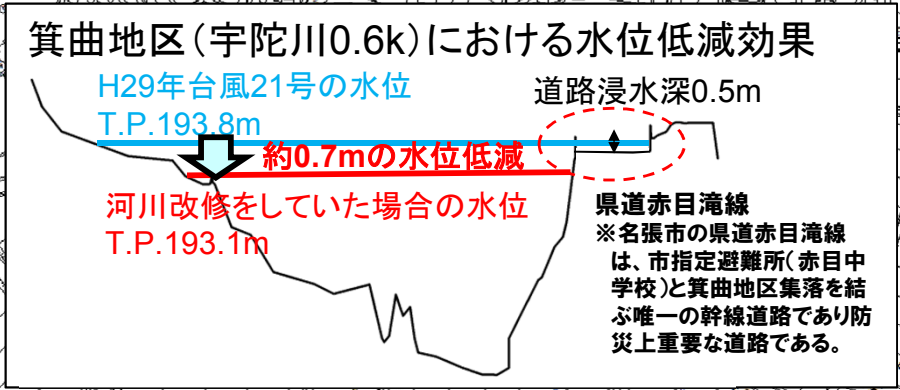 箕曲地区(宇陀川0.6k)における水位低減効果
H29年台風21号の水位
T.P.193.8m
道路浸水深0.5m
約0.7mの水位低減
河川改修をしていた場合の水位
T.P.193.1m
県道赤目滝線
※名張市の県道赤目滝線
は、市指定避難所(赤目中
学校)と箕曲地区集落を結
ぶ唯一の幹線道路であり防
災上重要な道路である。